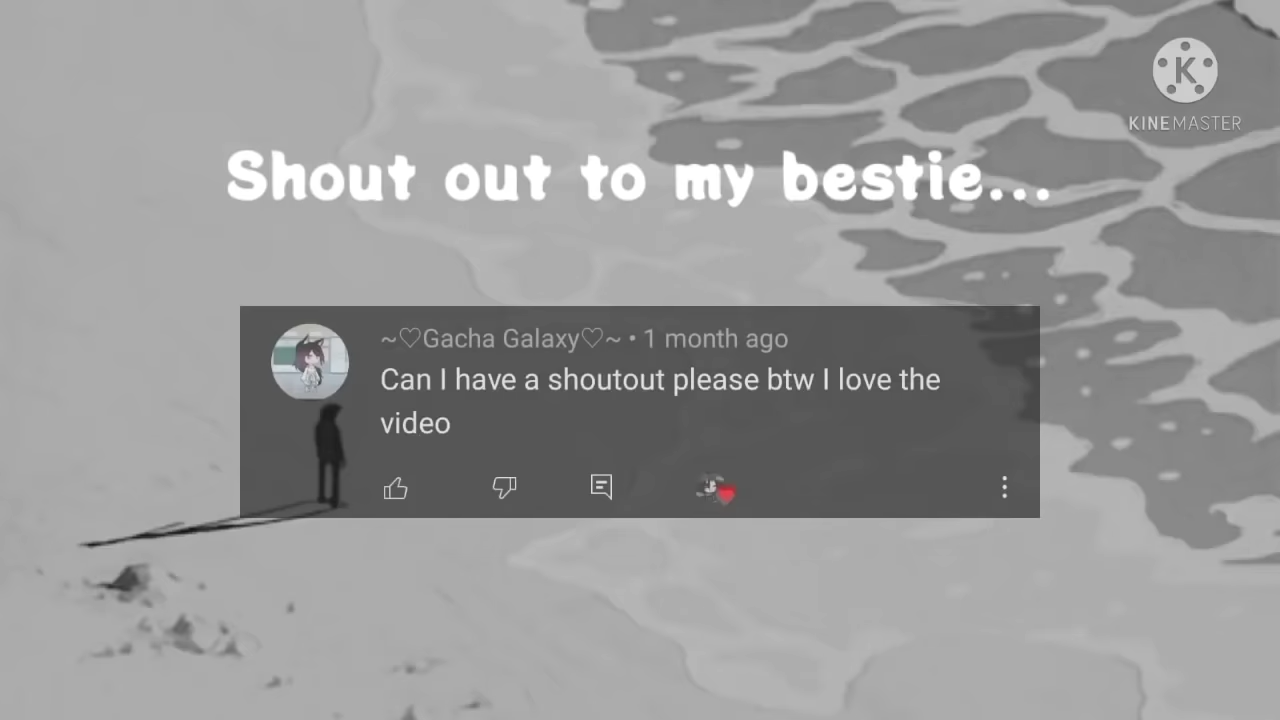 K
KINEMASTER
Shout out to my bestie...
~♡Gacha Galaxy♡~ • 1 month ago
Can I have a shoutout please btw I love the
video